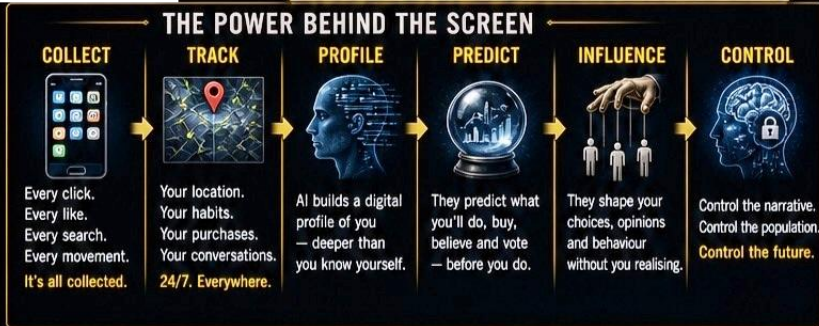 THE POWER BEHIND THE SCREEN
COLLECT
Every click.
Every like.
Every search.
Every movement.
It's all collected.
TRACK
Your location.
Your habits.
Your purchases.
Your conversations.
24/7. Everywhere.
PROFILE
AI builds a digital
profile of you
— deeper than
you know yourself.
PREDICT
They predict what
you'll do, buy,
believe and vote
— before you do.
INFLUENCE
They shape your
choices, opinions
and behaviour
without you realising.
CONTROL
Control the narrative.
Control the population.
Control the future.